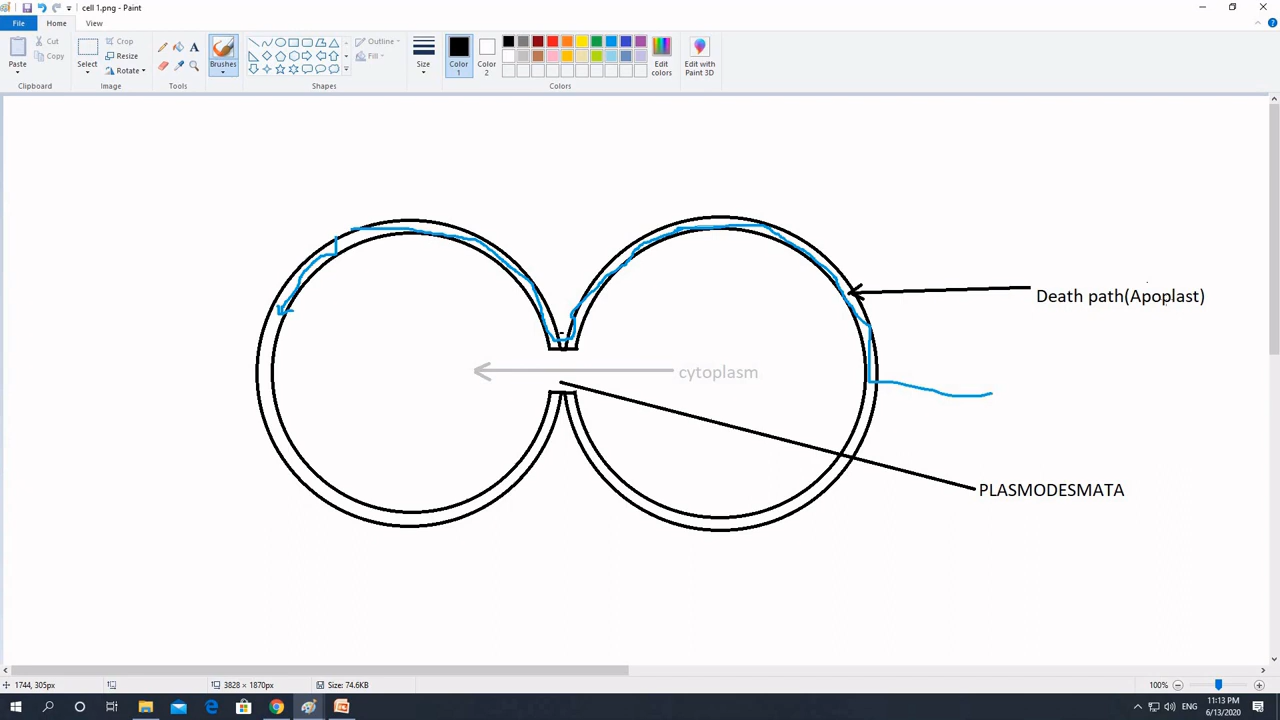 cell 1.png - Paint
File Home View
Paste
Cut
Copy
Clipboard
Select
Crop
Resize
Rotate
Image
Tools
Brushes
Shapes
Outline
Fill
Size
Color 1
Color 2
Colors
Edit colors
Edit with Paint 3D
Death path(Apoplast)
cytoplasm
PLASMODESMATA
1744, 305px
3828 × 1870px
Size: 74.6KB
100%
ENG
11:13 PM
6/13/2020